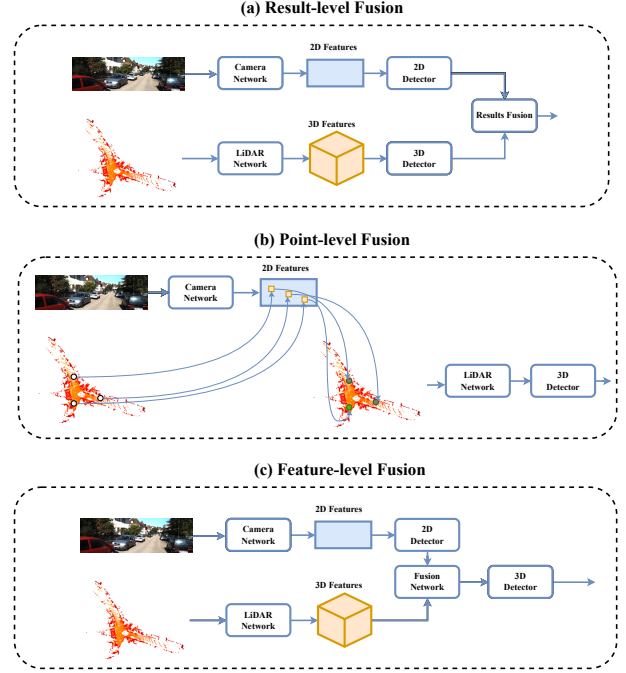 (a) Result-level Fusion
2D Features
Camera
Network
2D
Detector
Results Fusion
3D Features
LiDAR
Network
3D
Detector
(b) Point-level Fusion
2D Features
Camera
Network
LiDAR
Network
3D
Detector
(c) Feature-level Fusion
2D Features
Camera
Network
2D
Detector
Fusion
Network
3D
Detector
3D Features
LiDAR
Network